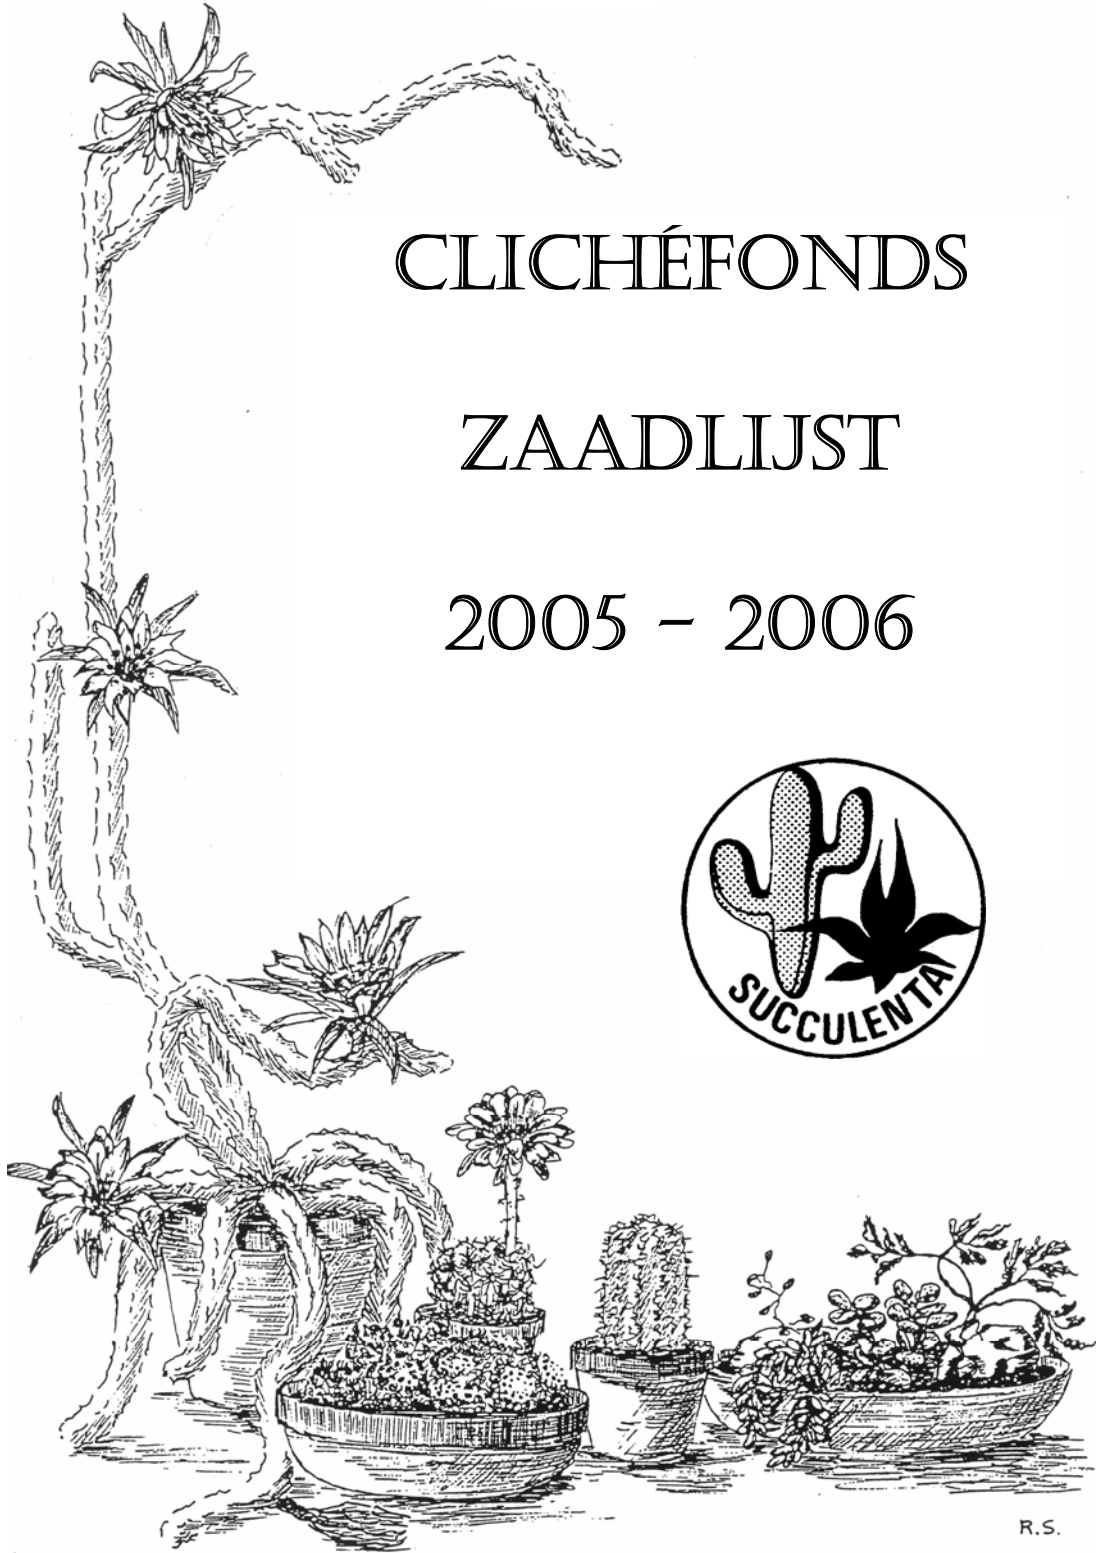 CLICHÉFONDS
ZAADLIJST
2005 - 2006
SUCCULENTA
R.S.